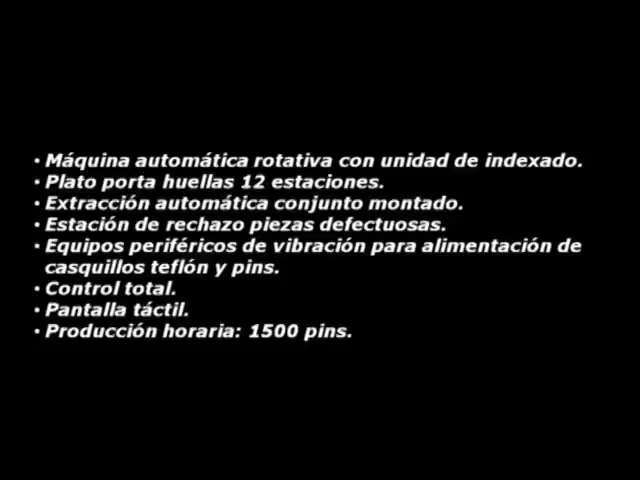 • Máquina automática rotativa con unidad de indexado.
• Plato porta huellas 12 estaciones.
• Extracción automática conjunto montado.
• Estación de rechazo piezas defectuosas.
• Equipos periféricos de vibración para alimentación de
casquillos teflón y pins.
• Control total.
• Pantalla táctil.
• Producción horaria: 1500 pins.